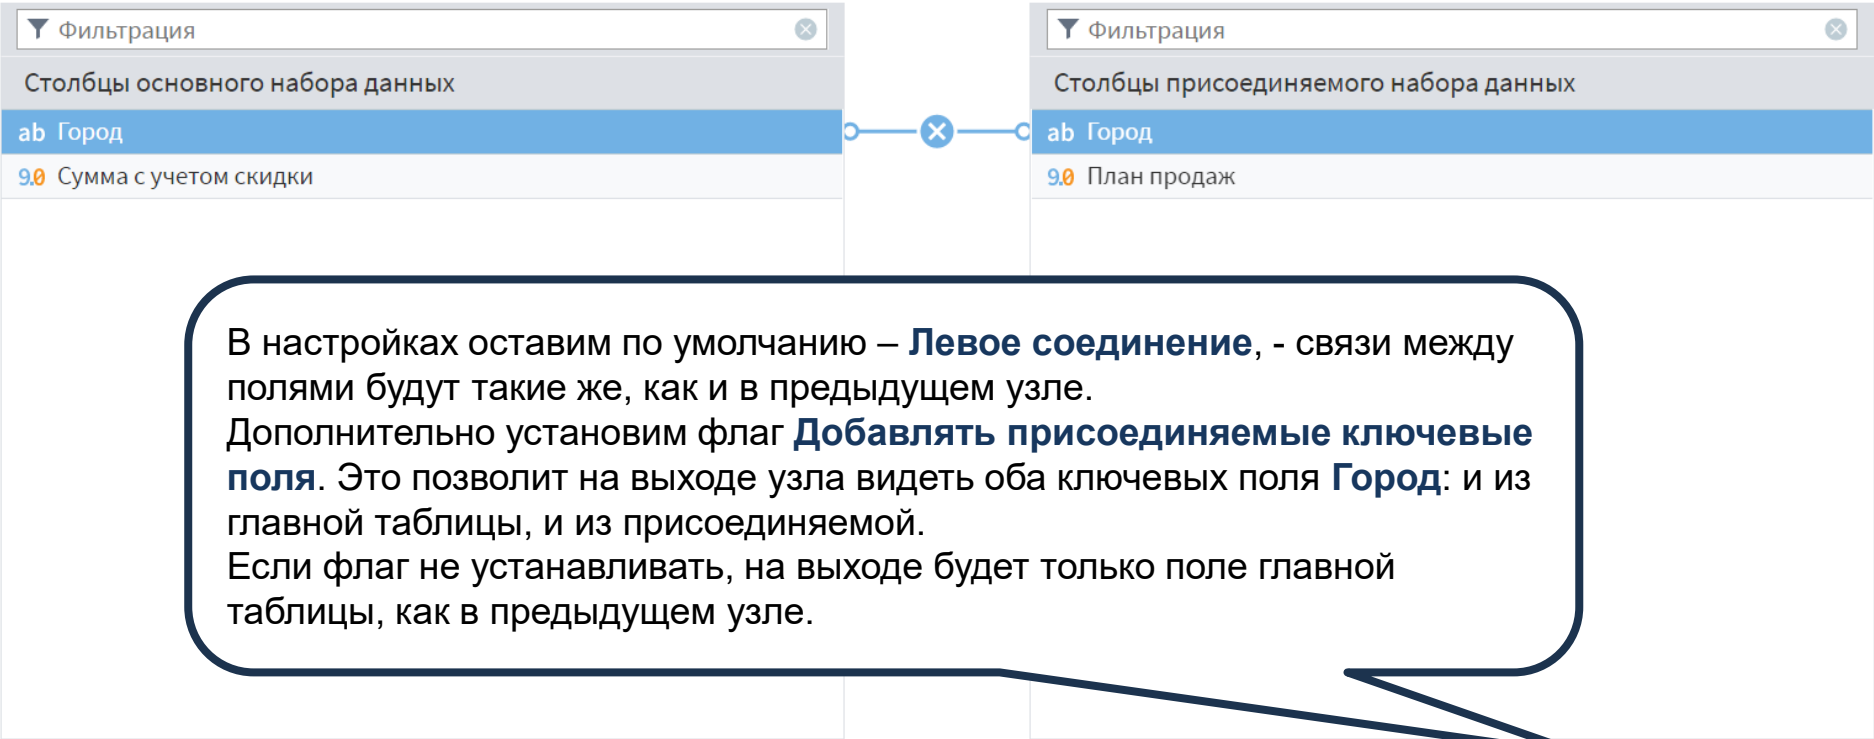 Фильтрация
Столбцы основного набора данных
ab Город
9.0 Сумма с учетом скидки
Фильтрация
Столбцы присоединяемого набора данных
ab Город
9.0 План продаж
В настройках оставим по умолчанию – Левое соединение, - связи между
полями будут такие же, как и в предыдущем узле.
Дополнительно установим флаг Добавлять присоединяемые ключевые
поля. Это позволит на выходе узла видеть оба ключевых поля Город: и из
главной таблицы, и из присоединяемой.
Если флаг не устанавливать, на выходе будет только поле главной
таблицы, как в предыдущем узле.